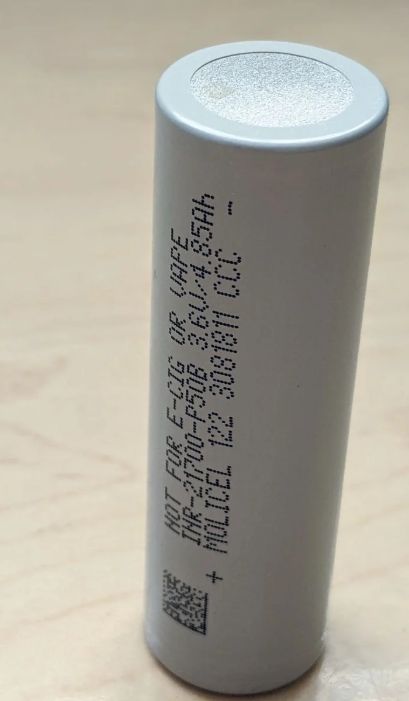 NOT FOR E-CIG OR VAPE
INR-21700-P50B 3.6V/4.85Ah
+ MOLICEL 122 3081811 CCC -